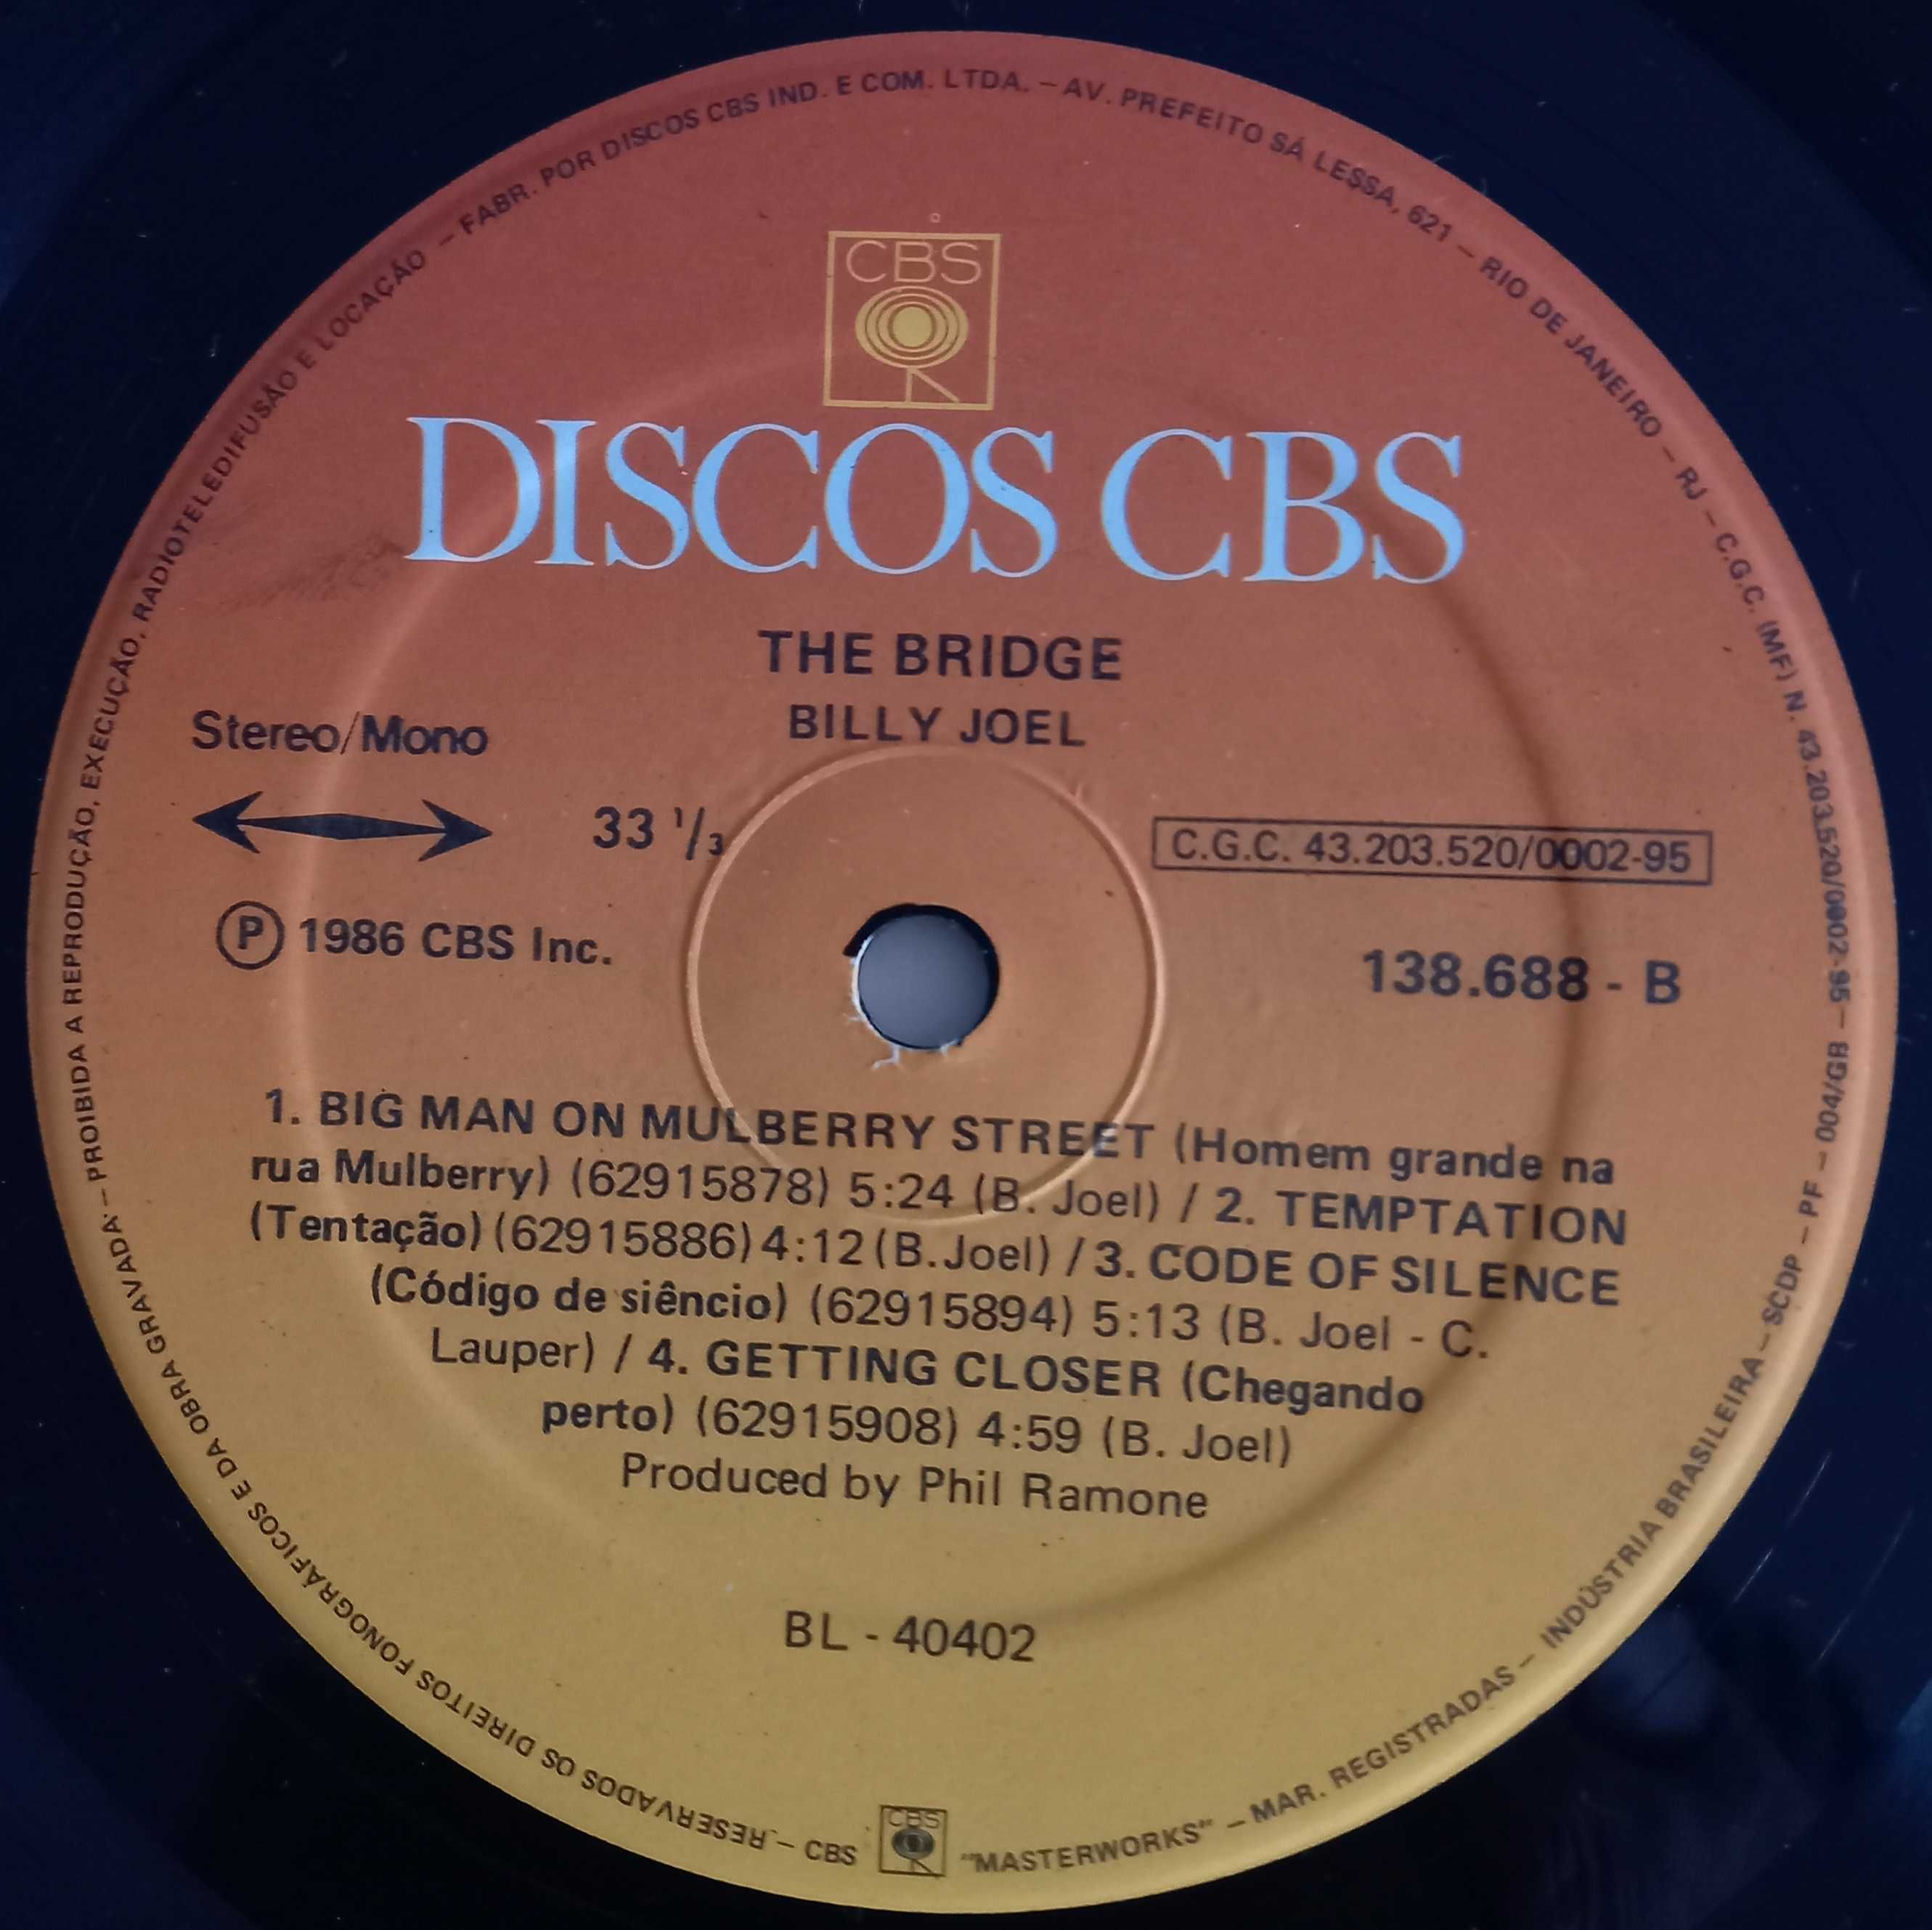 FABR. POR DISCOS CBS IND. E COM. LTDA. – AV. PREFEITO SÁ LESSA, 621 – RIO DE JANEIRO – RJ – C.G.C. (MF) N. 43.203.520/0002-95 – BD/GB – 004/ – PF – SCDP – INDÚSTRIA BRASILEIRA – MAR. REGISTRADAS – "MASTERWORKS"
CBS
DISCOS CBS
THE BRIDGE
BILLY JOEL
Stereo/Mono
33 1/3
C.G.C. 43.203.520/0002-95
Ⓟ 1986 CBS Inc.
138.688 - B
1. BIG MAN ON MULBERRY STREET (Homem grande na
rua Mulberry) (62915878) 5:24 (B. Joel) / 2. TEMPTATION
(Tentação) (62915886) 4:12 (B. Joel) / 3. CODE OF SILENCE
(Código de siêncio) (62915894) 5:13 (B. Joel - C.
Lauper) / 4. GETTING CLOSER (Chegando
perto) (62915908) 4:59 (B. Joel)
Produced by Phil Ramone
BL - 40402
CBS
CBS – RESERVADOS OS DIREITOS FONOGRÁFICOS E DA OBRA GRAVADA – PROIBIDA A REPRODUÇÃO, EXECUÇÃO, RADIOTELEDIFUSÃO E LOCAÇÃO –